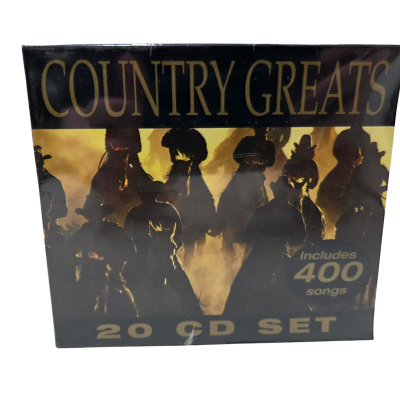 COUNTRY GREATS
Includes
400
songs
20 CD SET